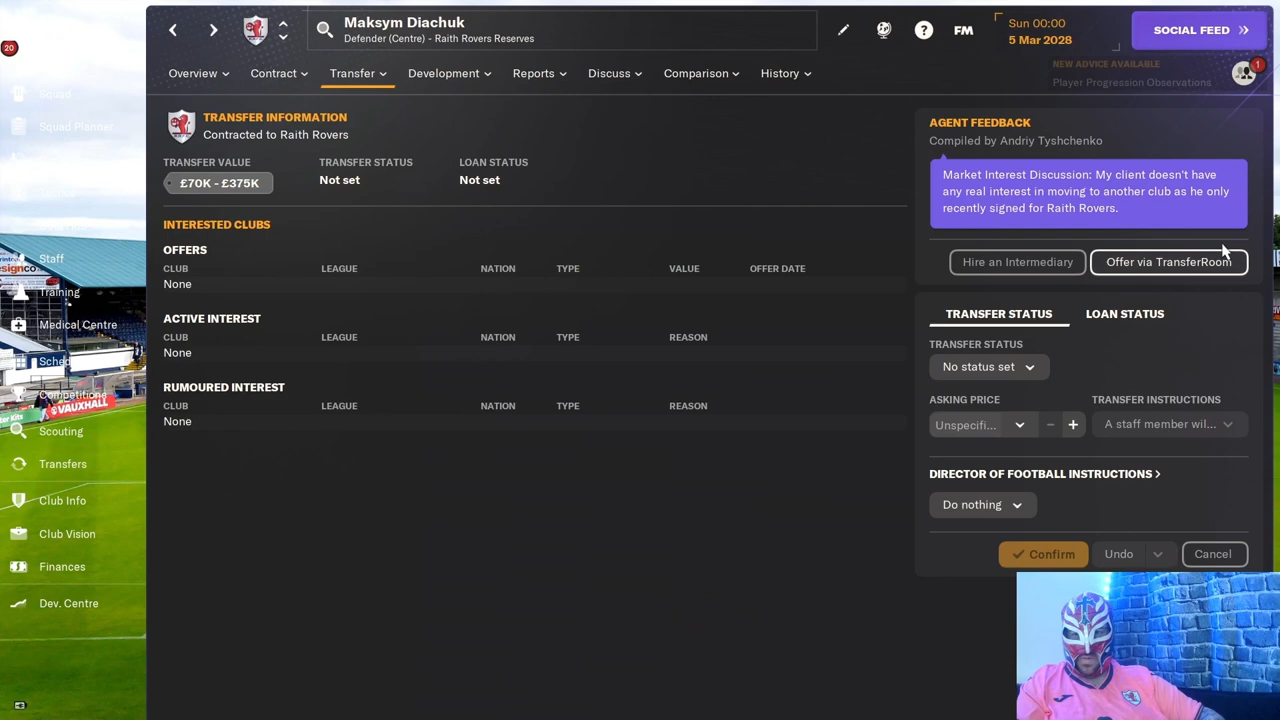 Maksym Diachuk
Defender (Centre) - Raith Rovers Reserves
FM
Sun 00:00
5 Mar 2028
SOCIAL FEED
20
Overview
Contract
Transfer
Development
Reports
Discuss
Comparison
History
NEW ADVICE AVAILABLE
Player Progression Observations
1
Squad
Squad Planner
Staff
Training
Medical Centre
Sched
Competitions
Scouting
Transfers
Club Info
Club Vision
Finances
Dev. Centre
VAUXHALL
TRANSFER INFORMATION
Contracted to Raith Rovers
TRANSFER VALUE
TRANSFER STATUS
LOAN STATUS
£70K - £375K
Not set
Not set
INTERESTED CLUBS
OFFERS
CLUB LEAGUE NATION TYPE VALUE OFFER DATE
None
ACTIVE INTEREST
CLUB LEAGUE NATION TYPE REASON
None
RUMOURED INTEREST
CLUB LEAGUE NATION TYPE REASON
None
AGENT FEEDBACK
Compiled by Andriy Tyshchenko
Market Interest Discussion: My client doesn't have
any real interest in moving to another club as he only
recently signed for Raith Rovers.
Hire an Intermediary
Offer via TransferRoom
TRANSFER STATUS
LOAN STATUS
TRANSFER STATUS
No status set
ASKING PRICE
TRANSFER INSTRUCTIONS
Unspecifi...
A staff member wil...
DIRECTOR OF FOOTBALL INSTRUCTIONS >
Do nothing
Confirm
Undo
Cancel